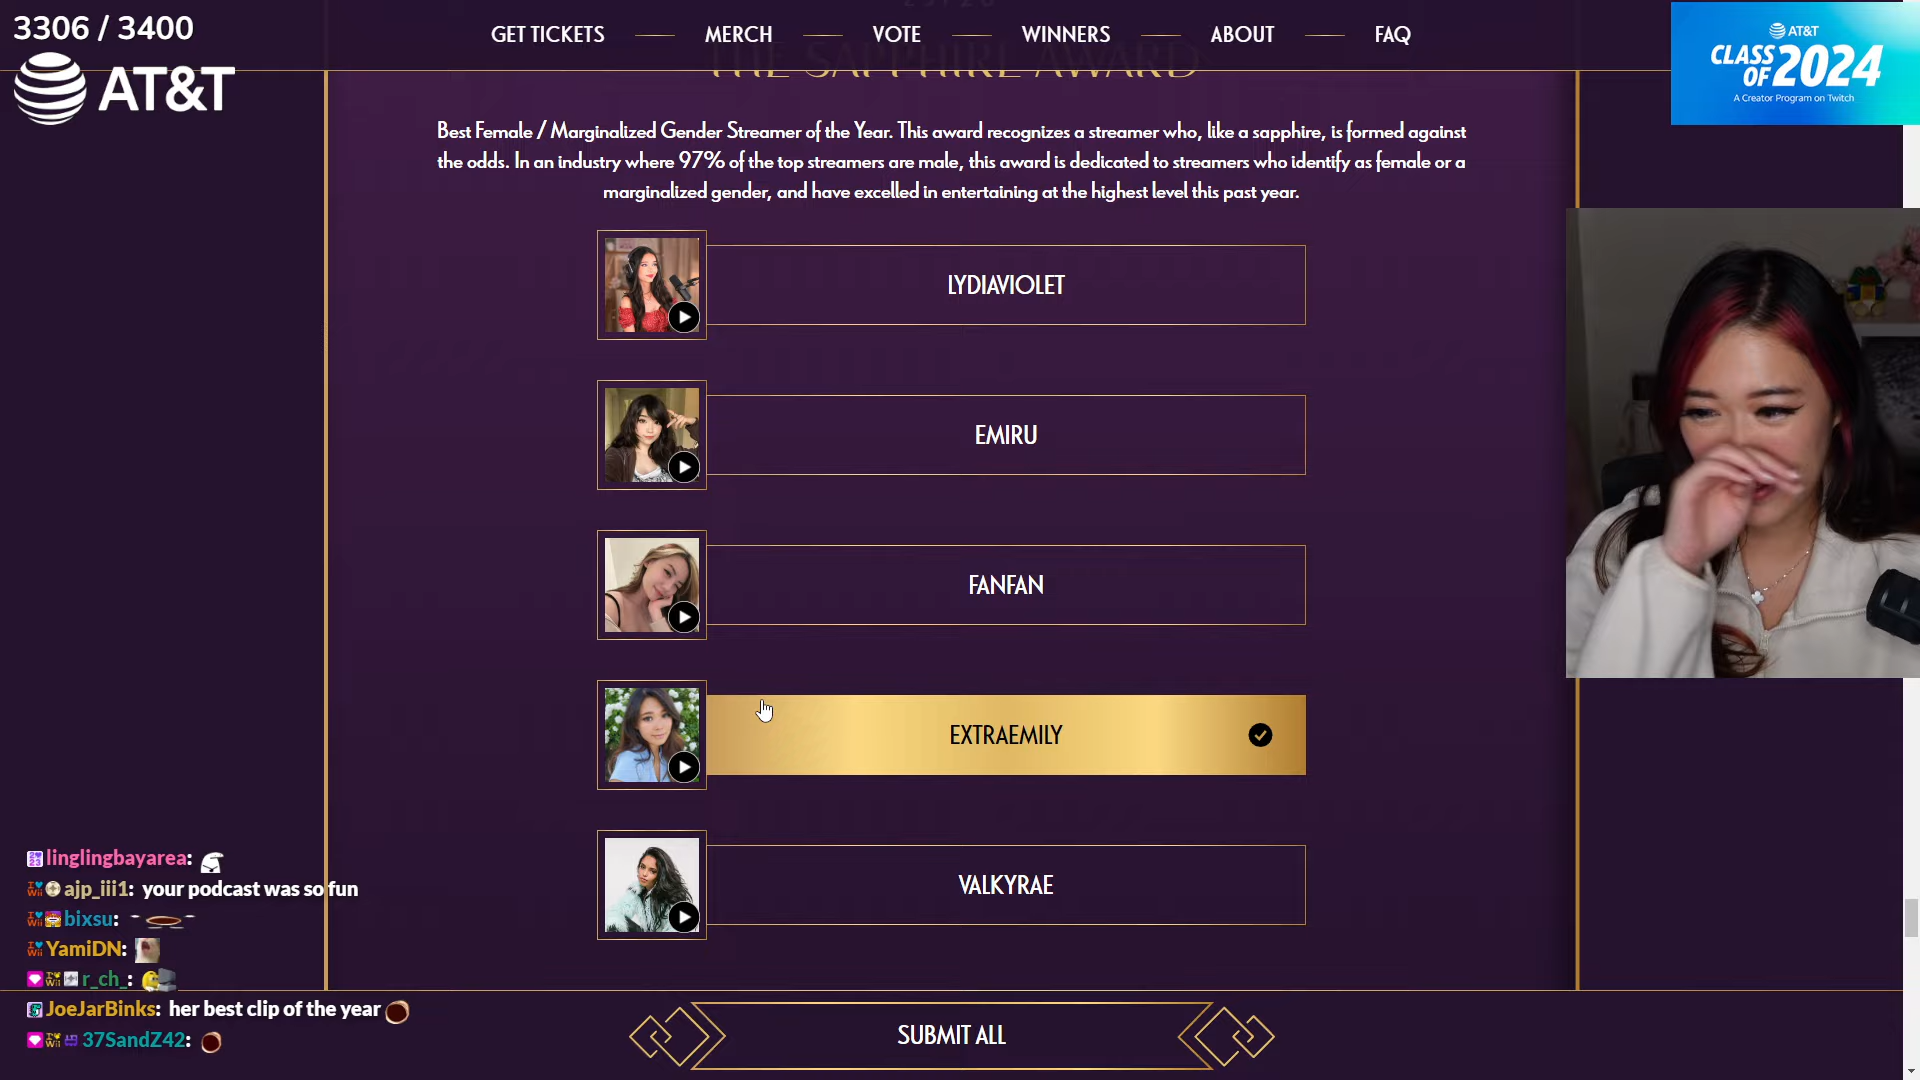 3306 / 3400
AT&T
GET TICKETS
MERCH
VOTE
WINNERS
ABOUT
FAQ
AT&T
CLASS
OF 2024
A Creator Program on Twitch
THE SAPPHIRE AWARD
Best Female / Marginalized Gender Streamer of the Year. This award recognizes a streamer who, like a sapphire, is formed against
the odds. In an industry where 97% of the top streamers are male, this award is dedicated to streamers who identify as female or a
marginalized gender, and have excelled in entertaining at the highest level this past year.
LYDIAVIOLET
EMIRU
FANFAN
EXTRAEMILY
VALKYRAE
linglingbayarea:
ajp_iii1: your podcast was so fun
bixsu:
YamiDN:
r_ch_:
JoeJarBinks: her best clip of the year
37SandZ42:
SUBMIT ALL